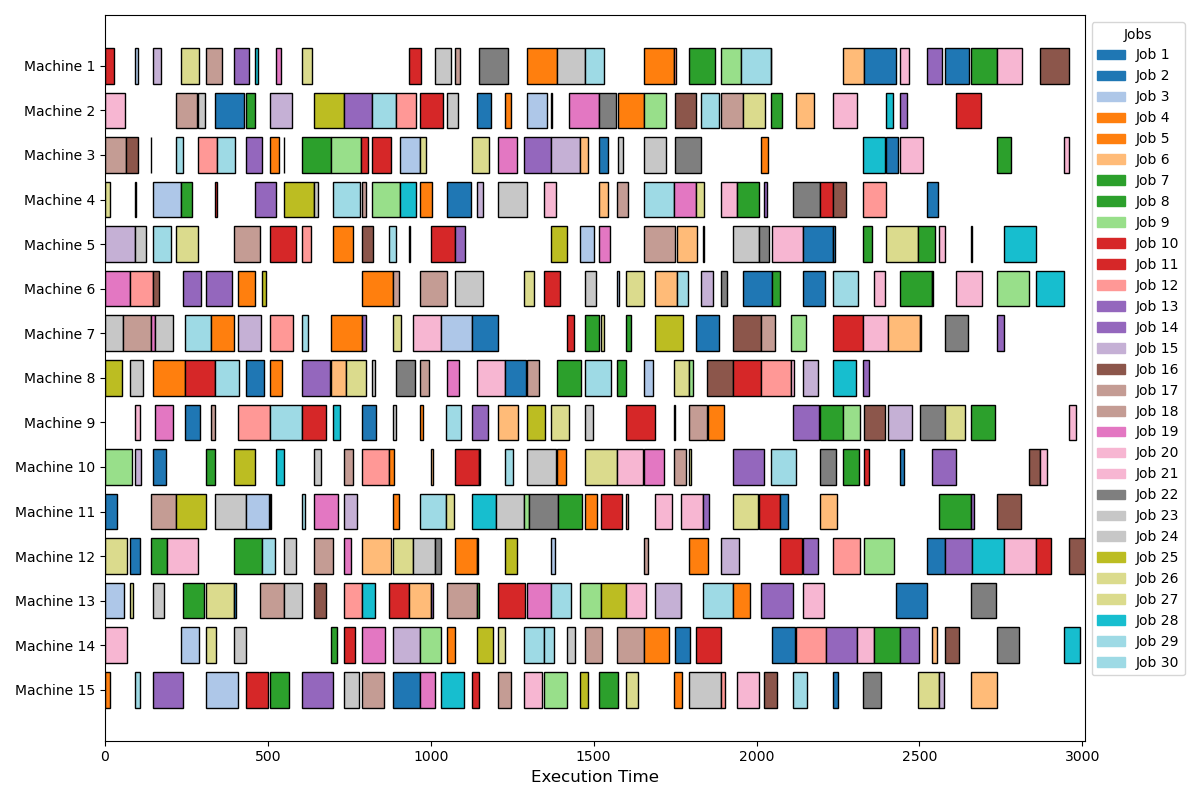 Machine 1
Machine 2
Machine 3
Machine 4
Machine 5
Machine 6
Machine 7
Machine 8
Machine 9
Machine 10
Machine 11
Machine 12
Machine 13
Machine 14
Machine 15
0 500 1000 1500 2000 2500 3000
Execution Time
Jobs
Job 1
Job 2
Job 3
Job 4
Job 5
Job 6
Job 7
Job 8
Job 9
Job 10
Job 11
Job 12
Job 13
Job 14
Job 15
Job 16
Job 17
Job 18
Job 19
Job 20
Job 21
Job 22
Job 23
Job 24
Job 25
Job 26
Job 27
Job 28
Job 29
Job 30